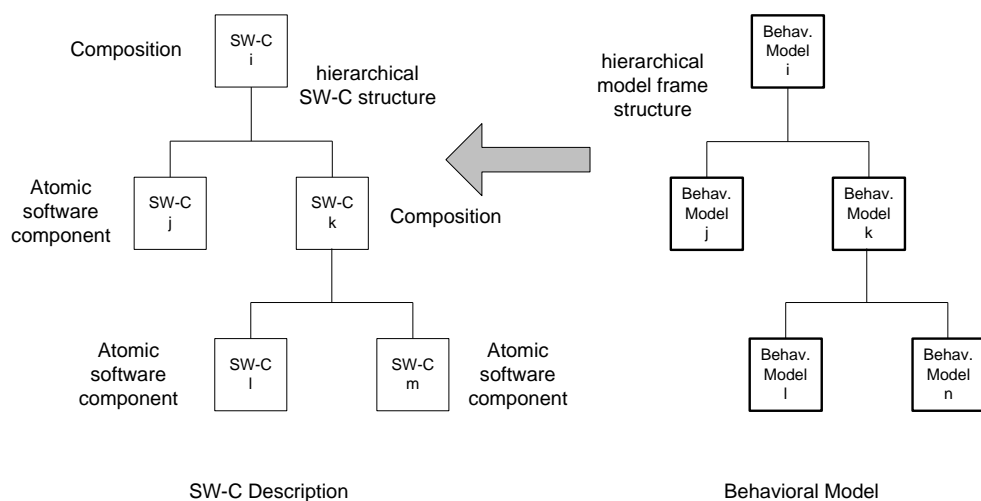 Composition
SW-C
i
hierarchical
SW-C structure
Atomic
software
component
SW-C
j
SW-C
k
Composition
Atomic
software
component
SW-C
l
SW-C
m
Atomic
software
component
SW-C Description
Behav.
Model
i
hierarchical
model frame
structure
Behav.
Model
j
Behav.
Model
k
Behav.
Model
l
Behav.
Model
n
Behavioral Model